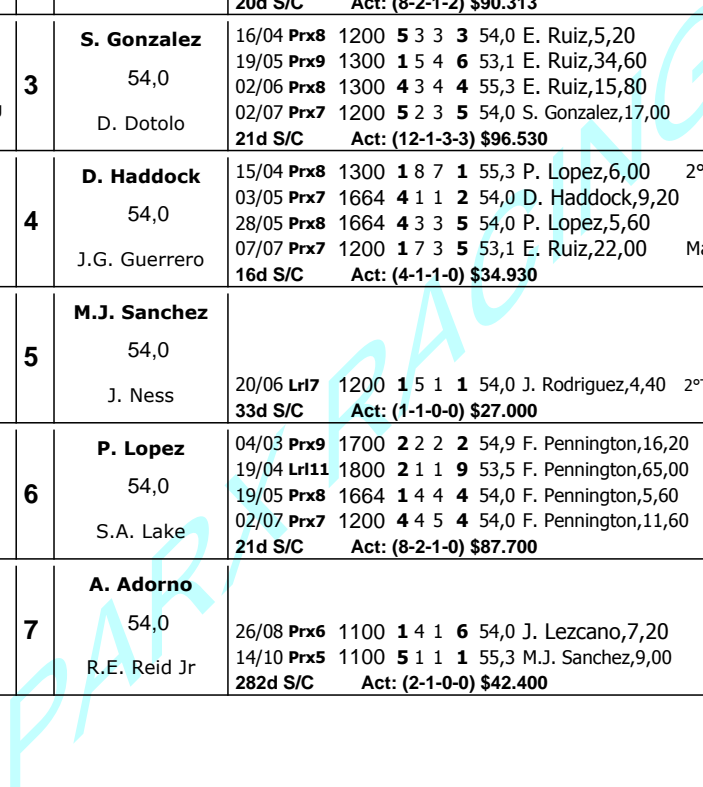 20d S/C Act: (8-2-1-2) $90.313
3
S. Gonzalez
54,0
D. Dotolo
16/04 Prx8 1200 5 3 3 3 54,0 E. Ruiz,5,20
19/05 Prx9 1300 1 5 4 6 53,1 E. Ruiz,34,60
02/06 Prx8 1300 4 3 4 4 55,3 E. Ruiz,15,80
02/07 Prx7 1200 5 2 3 5 54,0 S. Gonzalez,17,00
21d S/C Act: (12-1-3-3) $96.530
4
D. Haddock
54,0
J.G. Guerrero
15/04 Prx8 1300 1 8 7 1 55,3 P. Lopez,6,00 2°
03/05 Prx7 1664 4 1 1 2 54,0 D. Haddock,9,20
28/05 Prx8 1664 4 3 3 5 54,0 P. Lopez,5,60
07/07 Prx7 1200 1 7 3 5 53,1 E. Ruiz,22,00 Ma
16d S/C Act: (4-1-1-0) $34.930
5
M.J. Sanchez
54,0
J. Ness
20/06 Lrl7 1200 1 5 1 1 54,0 J. Rodriguez,4,40 2°
33d S/C Act: (1-1-0-0) $27.000
6
P. Lopez
54,0
S.A. Lake
04/03 Prx9 1700 2 2 2 2 54,9 F. Pennington,16,20
19/04 Lrl11 1800 2 1 1 9 53,5 F. Pennington,65,00
19/05 Prx8 1664 1 4 4 4 54,0 F. Pennington,5,60
02/07 Prx7 1200 4 4 5 4 54,0 F. Pennington,11,60
21d S/C Act: (8-2-1-0) $87.700
7
A. Adorno
54,0
R.E. Reid Jr
26/08 Prx6 1100 1 4 1 6 54,0 J. Lezcano,7,20
14/10 Prx5 1100 5 1 1 1 55,3 M.J. Sanchez,9,00
282d S/C Act: (2-1-0-0) $42.400
PARX RACING